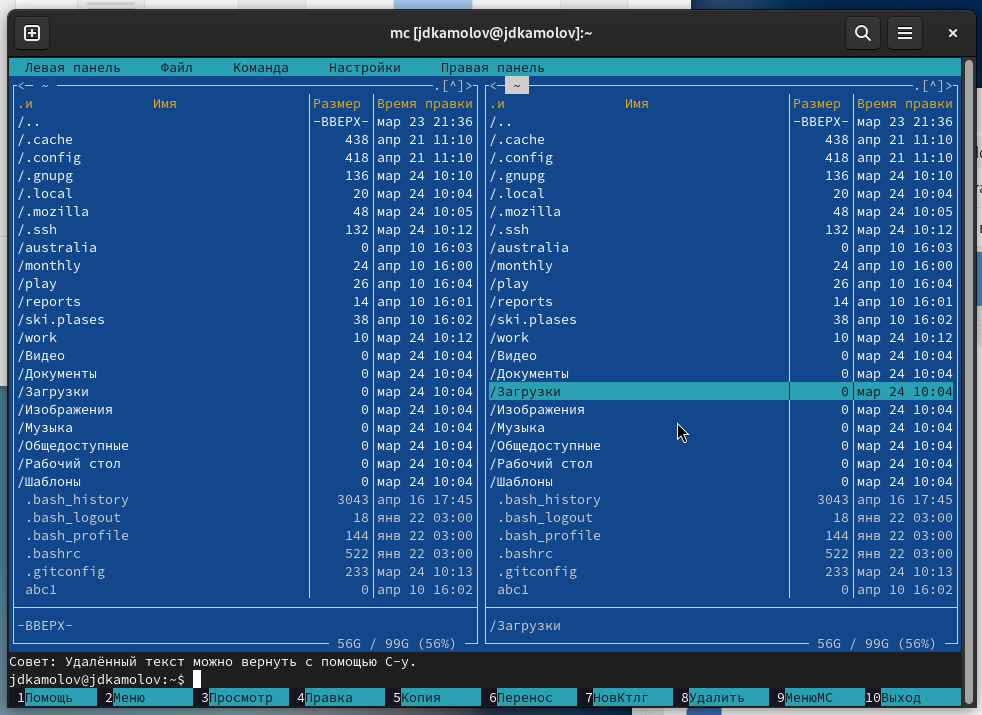 mc [jdkamolov@jdkamolov]:~
Левая панель Файл Команда Настройки Правая панель
<— ~ .[^]> <— ~ .[^]>
.и Имя Размер Время правки .и Имя Размер Время правки
/.. -ВВЕРХ- мар 23 21:36 /.. -ВВЕРХ- мар 23 21:36
/.cache 438 апр 21 11:10 /.cache 438 апр 21 11:10
/.config 418 апр 21 11:10 /.config 418 апр 21 11:10
/.gnupg 136 мар 24 10:10 /.gnupg 136 мар 24 10:10
/.local 20 мар 24 10:04 /.local 20 мар 24 10:04
/.mozilla 48 мар 24 10:05 /.mozilla 48 мар 24 10:05
/.ssh 132 мар 24 10:12 /.ssh 132 мар 24 10:12
/australia 0 апр 10 16:03 /australia 0 апр 10 16:03
/monthly 24 апр 10 16:00 /monthly 24 апр 10 16:00
/play 26 апр 10 16:04 /play 26 апр 10 16:04
/reports 14 апр 10 16:01 /reports 14 апр 10 16:01
/ski.plases 38 апр 10 16:02 /ski.plases 38 апр 10 16:02
/work 10 мар 24 10:12 /work 10 мар 24 10:12
/Видео 0 мар 24 10:04 /Видео 0 мар 24 10:04
/Документы 0 мар 24 10:04 /Документы 0 мар 24 10:04
/Загрузки 0 мар 24 10:04 /Загрузки 0 мар 24 10:04
/Изображения 0 мар 24 10:04 /Изображения 0 мар 24 10:04
/Музыка 0 мар 24 10:04 /Музыка 0 мар 24 10:04
/Общедоступные 0 мар 24 10:04 /Общедоступные 0 мар 24 10:04
/Рабочий стол 0 мар 24 10:04 /Рабочий стол 0 мар 24 10:04
/Шаблоны 0 мар 24 10:04 /Шаблоны 0 мар 24 10:04
.bash_history 3043 апр 16 17:45 .bash_history 3043 апр 16 17:45
.bash_logout 18 янв 22 03:00 .bash_logout 18 янв 22 03:00
.bash_profile 144 янв 22 03:00 .bash_profile 144 янв 22 03:00
.bashrc 522 янв 22 03:00 .bashrc 522 янв 22 03:00
.gitconfig 233 мар 24 10:13 .gitconfig 233 мар 24 10:13
abc1 0 апр 10 16:02 abc1 0 апр 10 16:02
-ВВЕРХ- /Загрузки
56G / 99G (56%) 56G / 99G (56%)
Совет: Удалённый текст можно вернуть с помощью C-y.
jdkamolov@jdkamolov:~$
1Помощь 2Меню 3Просмотр 4Правка 5Копия 6Перенос 7НовКтлг 8Удалить 9МенюMC 10Выход